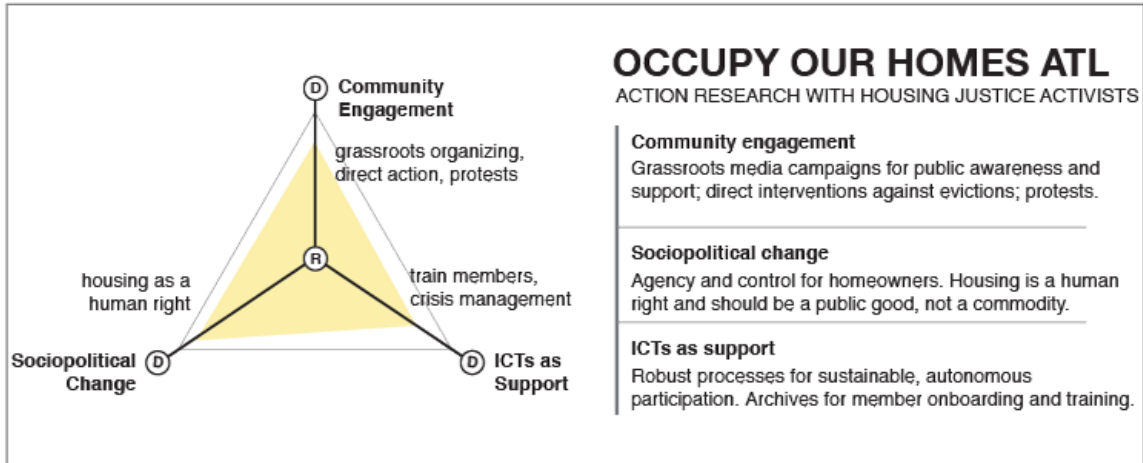 D Community
Engagement
grassroots organizing,
direct action, protests
R
housing as a
human right
train members,
crisis management
Sociopolitical
Change
D
D
ICTs as
Support
OCCUPY OUR HOMES ATL
ACTION RESEARCH WITH HOUSING JUSTICE ACTIVISTS
Community engagement
Grassroots media campaigns for public awareness and
support; direct interventions against evictions; protests.
Sociopolitical change
Agency and control for homeowners. Housing is a human
right and should be a public good, not a commodity.
ICTs as support
Robust processes for sustainable, autonomous
participation. Archives for member onboarding and training.